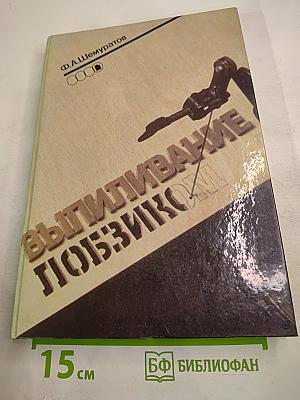 Ф.А.Шемуратов
ВЫПИЛИВАНИЕ
ЛОБЗИКОМ
15 см
БФ БИБЛИОФАН